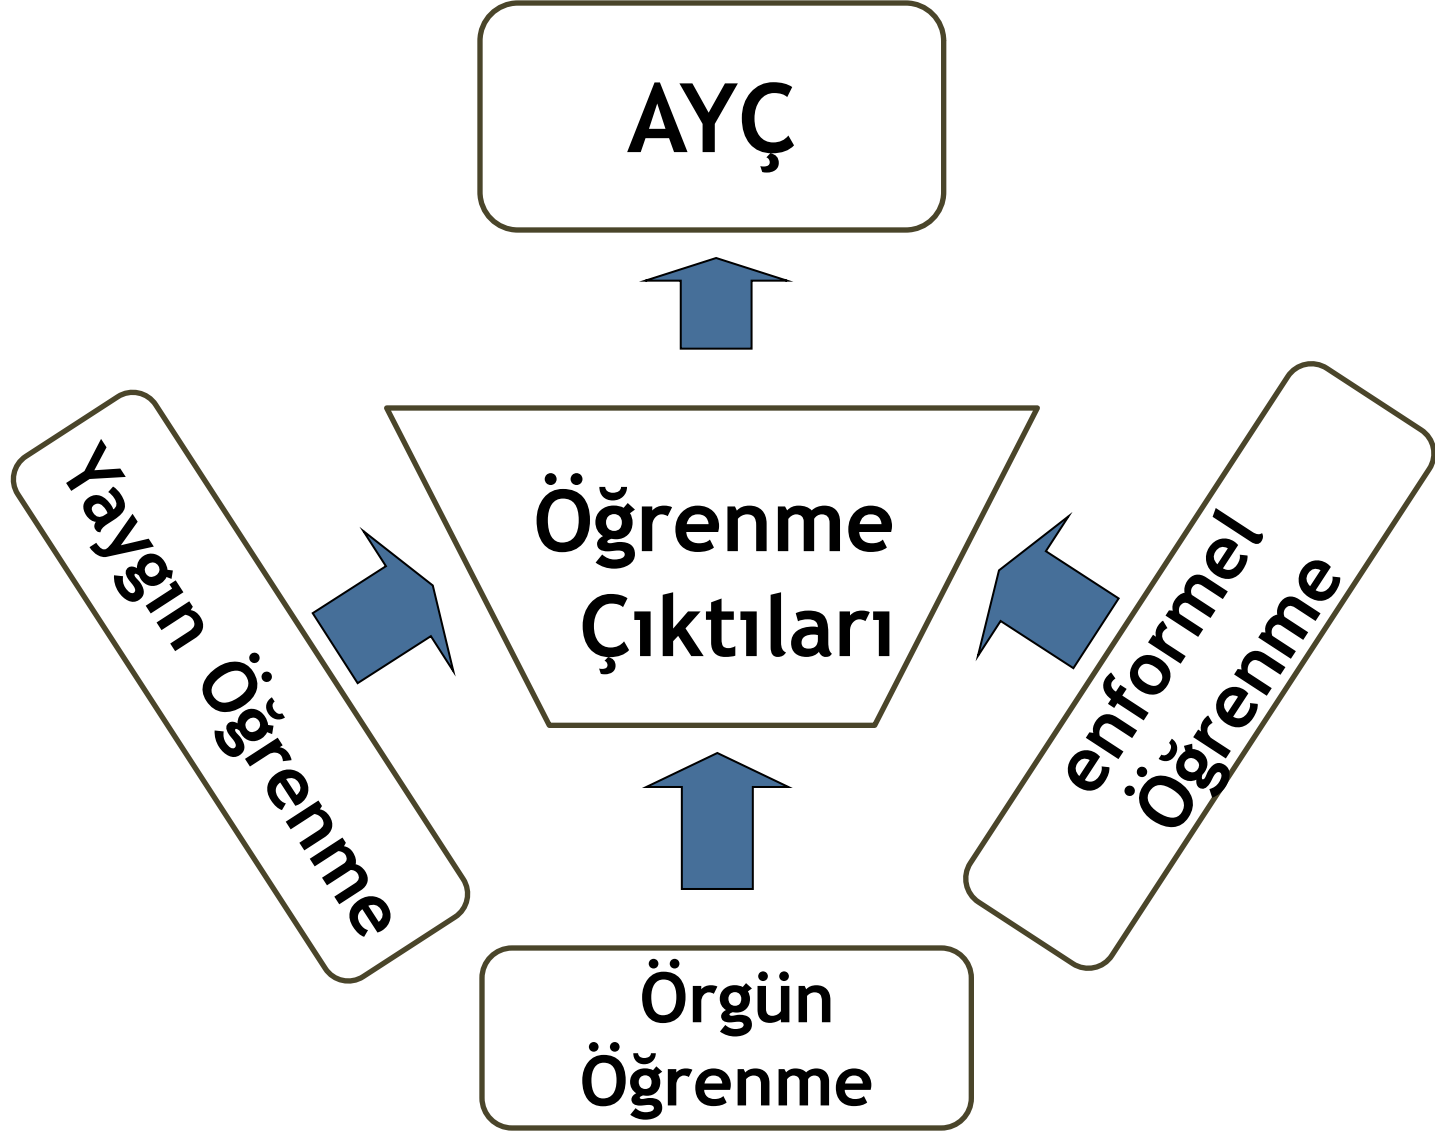 AYÇ
Öğrenme
Çıktıları
Yaygın Öğrenme
enformel
Öğrenme
Örgün
Öğrenme